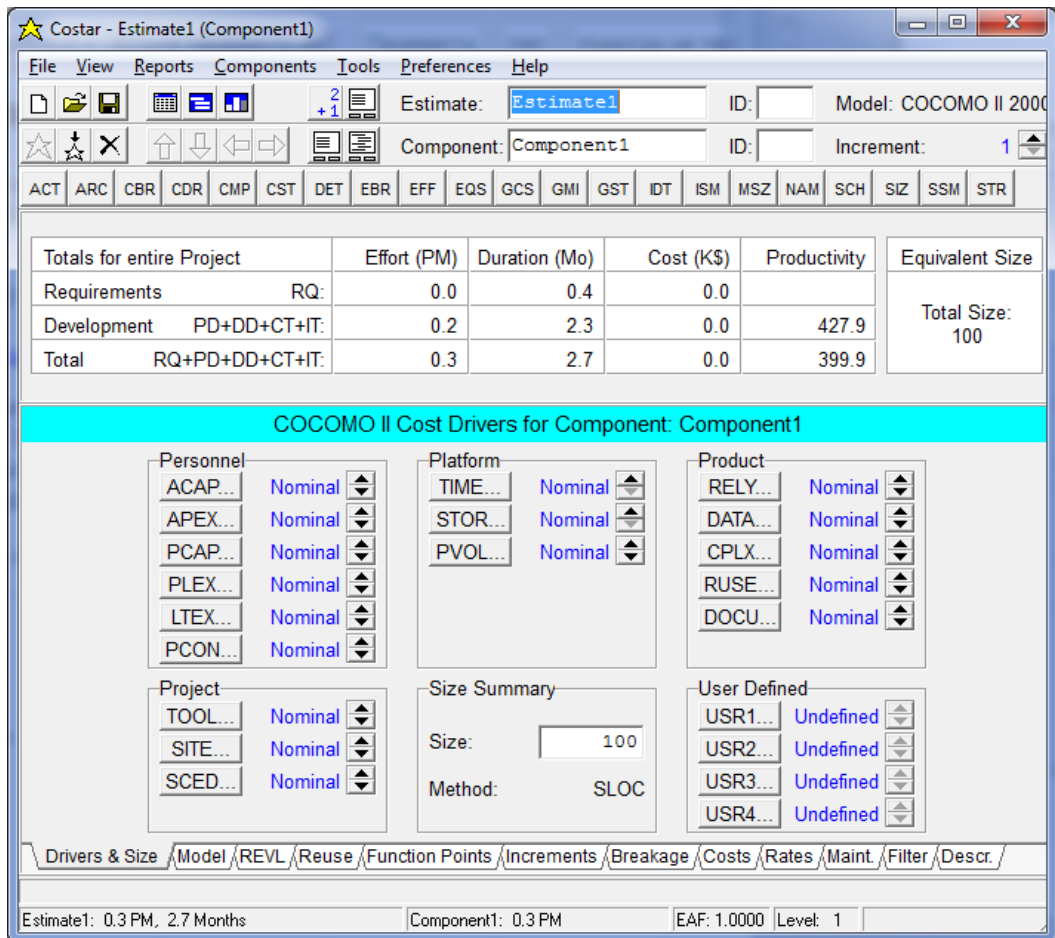 Costar - Estimate1 (Component1)
File View Reports Components Tools Preferences Help
Estimate: Estimate1 ID: Model: COCOMO II 2000
Component: Component1 ID: Increment: 1
ACT ARC CBR CDR CMP CST DET EBR EFF EQS GCS GMI GST IDT ISM MSZ NAM SCH SIZ SSM STR
Totals for entire Project Effort (PM) Duration (Mo) Cost (K$) Productivity Equivalent Size
Requirements RQ: 0.0 0.4 0.0
Development PD+DD+CT+IT: 0.2 2.3 0.0 427.9
Total RQ+PD+DD+CT+IT: 0.3 2.7 0.0 399.9
Total Size:
100
COCOMO II Cost Drivers for Component: Component1
Personnel
ACAP... Nominal
APEX... Nominal
PCAP... Nominal
PLEX... Nominal
LTEX... Nominal
PCON... Nominal
Platform
TIME... Nominal
STOR... Nominal
PVOL... Nominal
Product
RELY... Nominal
DATA... Nominal
CPLX... Nominal
RUSE... Nominal
DOCU... Nominal
Project
TOOL... Nominal
SITE... Nominal
SCED... Nominal
Size Summary
Size: 100
Method: SLOC
User Defined
USR1... Undefined
USR2... Undefined
USR3... Undefined
USR4... Undefined
Drivers & Size Model REVL Reuse Function Points Increments Breakage Costs Rates Maint. Filter Descr.
Estimate1: 0.3 PM, 2.7 Months Component1: 0.3 PM EAF: 1.0000 Level: 1